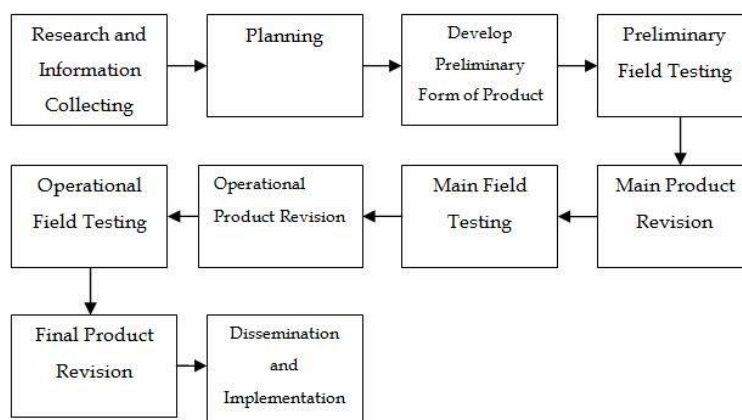 Research and
Information
Collecting
Planning
Develop
Preliminary
Form of Product
Preliminary
Field Testing
Main Product
Revision
Main Field
Testing
Operational
Product Revision
Operational
Field Testing
Final Product
Revision
Dissemination
and
Implementation